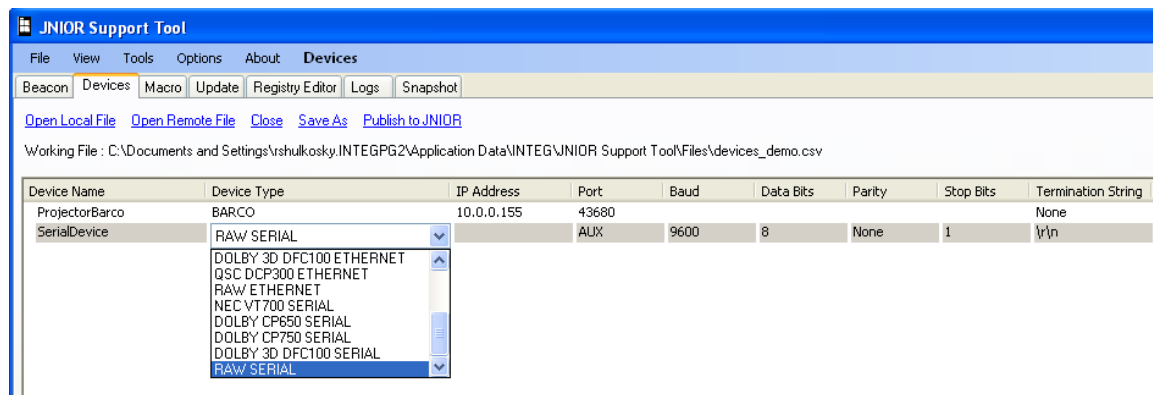 JNIOR Support Tool
File View Tools Options About Devices
Beacon Devices Macro Update Registry Editor Logs Snapshot
Open Local File Open Remote File Close Save As Publish to JNIOR
Working File : C:\Documents and Settings\rshulkosky.INTEGPG2\Application Data\INTEG\JNIOR Support Tool\Files\devices_demo.csv
Device Name Device Type IP Address Port Baud Data Bits Parity Stop Bits Termination String
ProjectorBarco BARCO 10.0.0.155 43680 None
SerialDevice RAW SERIAL AUX 9600 8 None 1 \r\n
DOLBY 3D DFC100 ETHERNET
QSC DCP300 ETHERNET
RAW ETHERNET
NEC VT700 SERIAL
DOLBY CP650 SERIAL
DOLBY CP750 SERIAL
DOLBY 3D DFC100 SERIAL
RAW SERIAL